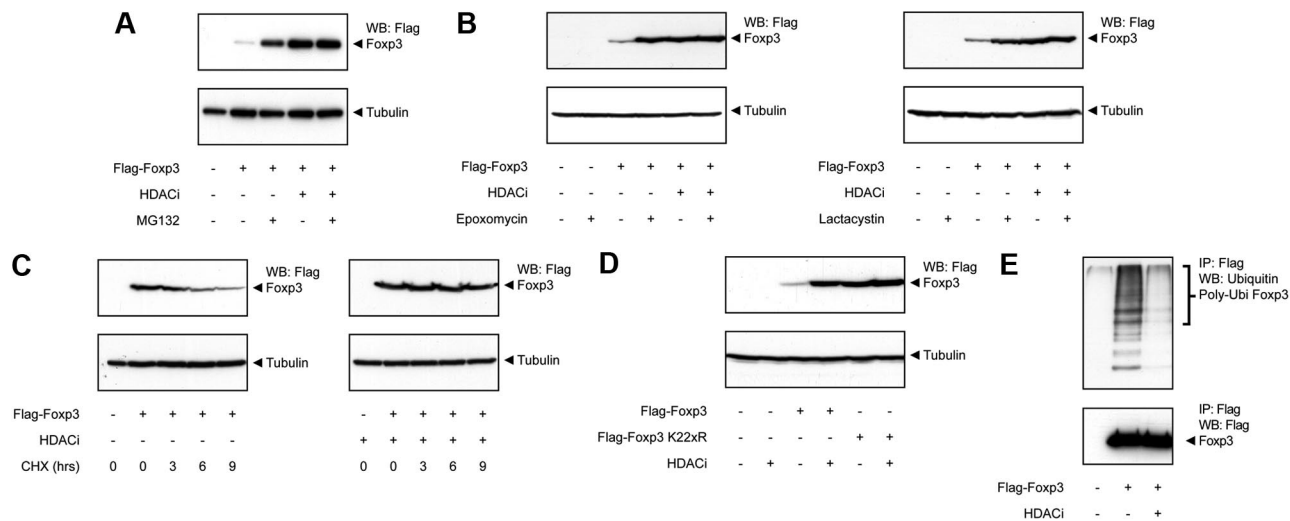 A
WB: Flag
Foxp3
Tubulin
Flag-Foxp3 - + + + +
HDACi - - - + +
MG132 - - + - +
B
WB: Flag
Foxp3
Tubulin
Flag-Foxp3 - - + + + +
HDACi - - - - + +
Epoxomycin - + - + - +
WB: Flag
Foxp3
Tubulin
Flag-Foxp3 - - + + + +
HDACi - - - - + +
Lactacystin - + - + - +
C
WB: Flag
Foxp3
Tubulin
Flag-Foxp3 - + + + +
HDACi - - - - -
CHX (hrs) 0 0 3 6 9
WB: Flag
Foxp3
Tubulin
- + + + +
+ + + + +
0 0 3 6 9
D
WB: Flag
Foxp3
Tubulin
Flag-Foxp3 - - + + - -
Flag-Foxp3 K22xR - - - - + +
HDACi - + - + - +
E
IP: Flag
WB: Ubiquitin
Poly-Ubi Foxp3
IP: Flag
WB: Flag
Foxp3
Flag-Foxp3 - + +
HDACi - - +